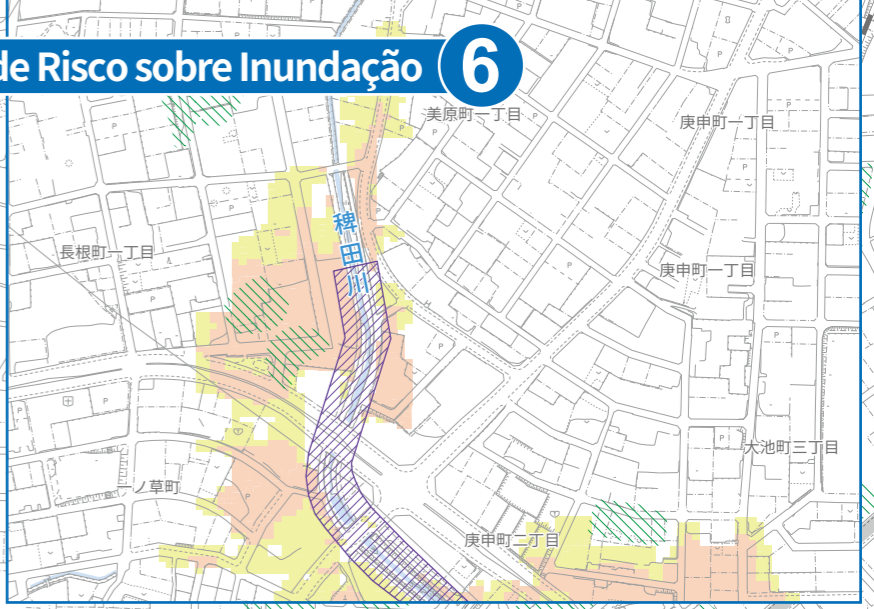 de Risco sobre Inundação 6
美原町一丁目
庚申町一丁目
稗田川
長根町一丁目
庚申町一丁目
大池町三丁目
一ノ草町
庚申町二丁目